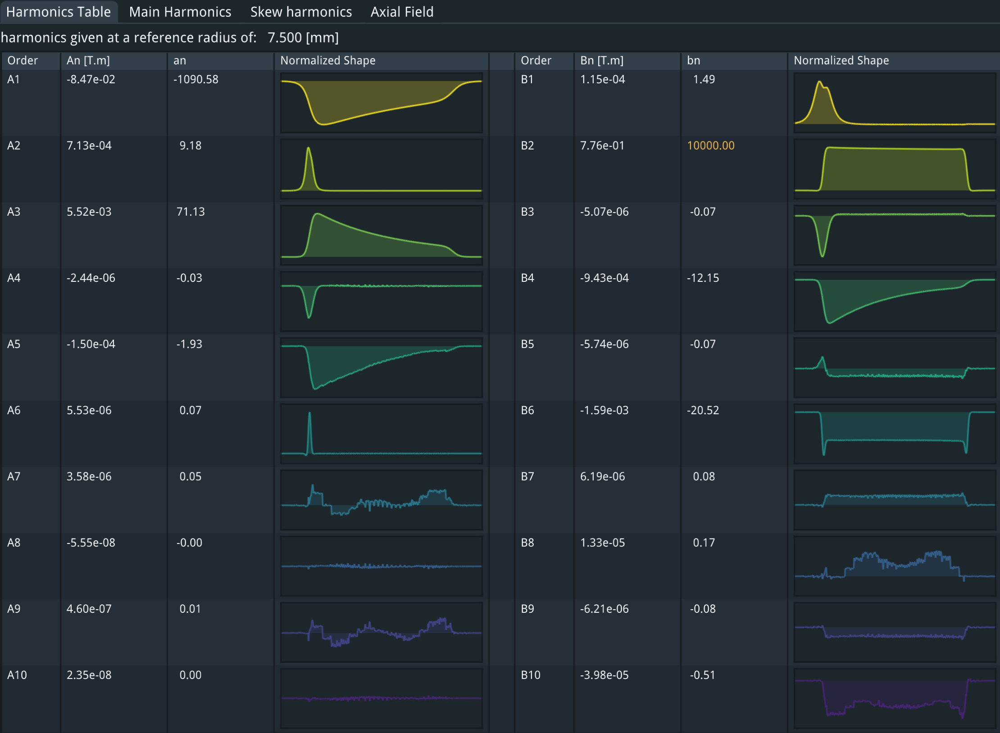 Harmonics Table Main Harmonics Skew harmonics Axial Field
harmonics given at a reference radius of: 7.500 [mm]
Order An [T.m] an Normalized Shape Order Bn [T.m] bn Normalized Shape
A1 -8.47e-02 -1090.58 B1 1.15e-04 1.49
A2 7.13e-04 9.18 B2 7.76e-01 10000.00
A3 5.52e-03 71.13 B3 -5.07e-06 -0.07
A4 -2.44e-06 -0.03 B4 -9.43e-04 -12.15
A5 -1.50e-04 -1.93 B5 -5.74e-06 -0.07
A6 5.53e-06 0.07 B6 -1.59e-03 -20.52
A7 3.58e-06 0.05 B7 6.19e-06 0.08
A8 -5.55e-08 -0.00 B8 1.33e-05 0.17
A9 4.60e-07 0.01 B9 -6.21e-06 -0.08
A10 2.35e-08 0.00 B10 -3.98e-05 -0.51